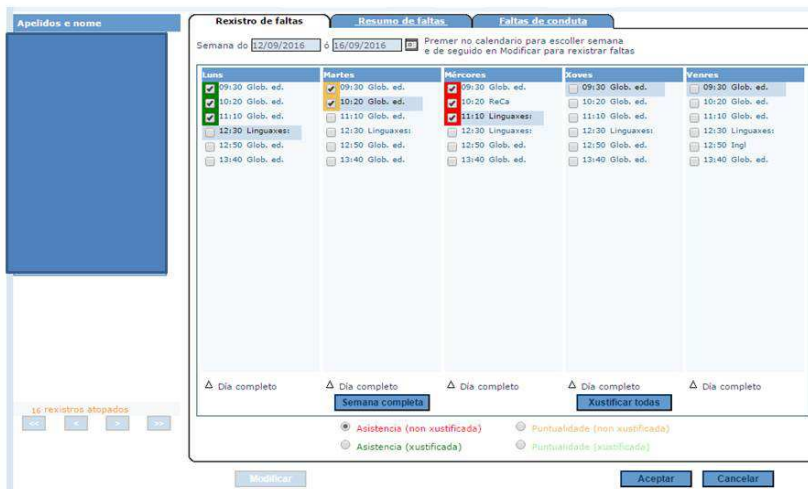 Apelidos e nome
Rexistro de faltas
Resumo de faltas
Faltas de conduta
Semana do 12/09/2016 ó 16/09/2016
Premer no calendario para escoller semana
e de seguido en Modificar para rexistrar faltas
Luns
09:30 Glob. ed.
10:20 Glob. ed.
11:10 Glob. ed.
12:30 Linguaxes:
12:50 Glob. ed.
13:40 Glob. ed.
Δ Día completo
Martes
09:30 Glob. ed.
10:20 Glob. ed.
11:10 Glob. ed.
12:30 Linguaxes:
12:50 Glob. ed.
13:40 Glob. ed.
Δ Día completo
Mércores
09:30 Glob. ed.
10:20 ReCa
11:10 Linguaxes:
12:30 Linguaxes:
12:50 Glob. ed.
13:40 Glob. ed.
Δ Día completo
Xoves
09:30 Glob. ed.
10:20 Glob. ed.
11:10 Glob. ed.
12:30 Linguaxes:
12:50 Glob. ed.
13:40 Glob. ed.
Δ Día completo
Venres
09:30 Glob. ed.
10:20 Glob. ed.
11:10 Glob. ed.
12:30 Linguaxes:
12:50 Ingl
13:40 Glob. ed.
Δ Día completo
Semana completa
Xustificar todas
16 rexistros atopados
<< < > >>
Asistencia (non xustificada)
Puntualidade (non xustificada)
Asistencia (xustificada)
Puntualidade (xustificada)
Modificar
Aceptar
Cancelar